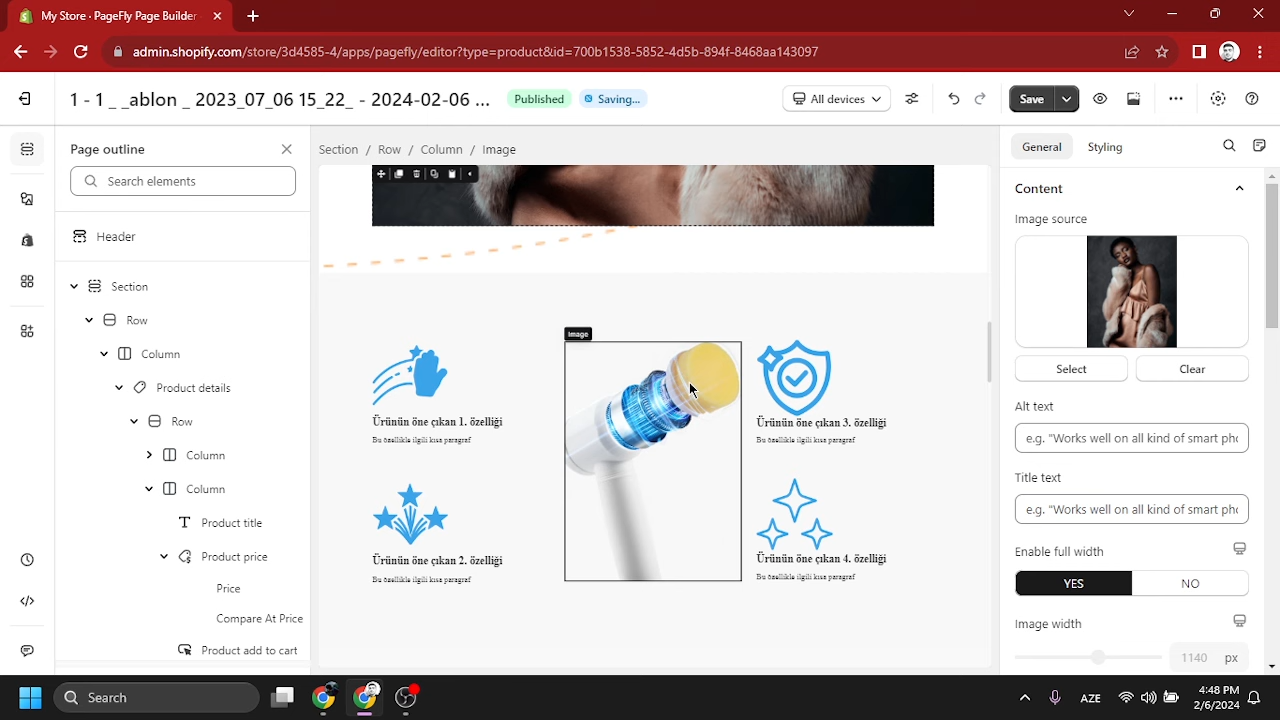 My Store · PageFly Page Builder
admin.shopify.com/store/3d4585-4/apps/pagefly/editor?type=product&id=700b1538-5852-4d5b-894f-8468aa143097
1 - 1 _ _ablon _ 2023_07_06 15_22_ - 2024-02-06 ...
Published
Saving...
All devices
Save
Page outline
Search elements
Header
Section
Row
Column
Product details
Row
Column
Column
Product title
Product price
Price
Compare At Price
Product add to cart
Section / Row / Column / Image
Image
Ürünün öne çıkan 1. özelliği
Bu özellikle ilgili kısa paragraf
Ürünün öne çıkan 3. özelliği
Bu özellikle ilgili kısa paragraf
Ürünün öne çıkan 2. özelliği
Bu özellikle ilgili kısa paragraf
Ürünün öne çıkan 4. özelliği
Bu özellikle ilgili kısa paragraf
General
Styling
Content
Image source
Select
Clear
Alt text
e.g. "Works well on all kind of smart pho
Title text
e.g. "Works well on all kind of smart pho
Enable full width
YES
NO
Image width
1140 px
Search
AZE
4:48 PM
2/6/2024